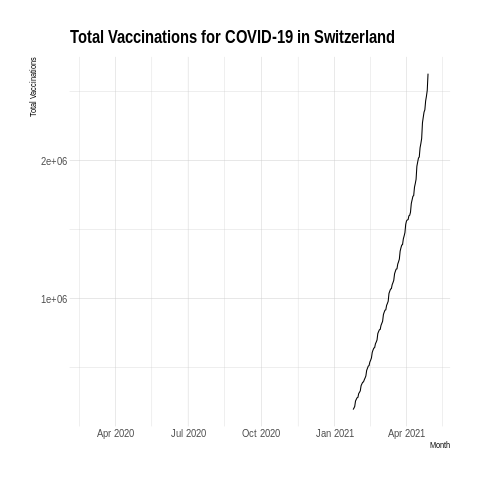 Total Vaccinations for COVID-19 in Switzerland
Total Vaccinations
2e+06
1e+06
Apr 2020 Jul 2020 Oct 2020 Jan 2021 Apr 2021
Month